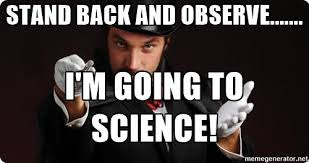 STAND BACK AND OBSERVE.......
I'M GOING TO
SCIENCE!
memegenerator.net